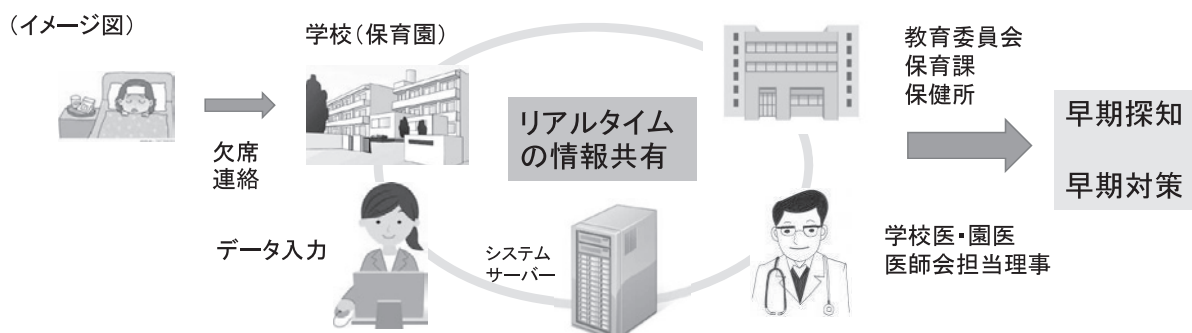 （イメージ図）
学校（保育園）
欠席
連絡
データ入力
リアルタイム
の情報共有
システム
サーバー
教育委員会
保育課
保健所
学校医・園医
医師会担当理事
早期探知
早期対策